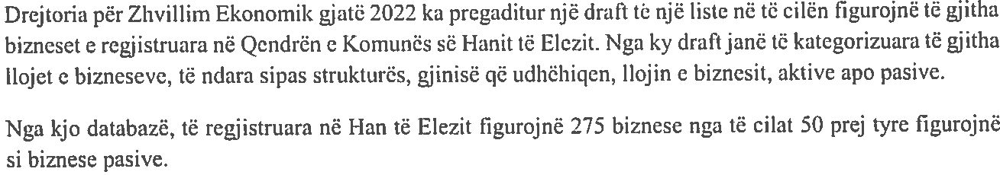 Drejtoria për Zhvillim Ekonomik gjatë 2022 ka pregaditur një draft të një liste në të cilën figurojnë të gjitha
bizneset e regjistruara në Qendrën e Komunës së Hanit të Elezit. Nga ky draft janë të kategorizuara të gjitha
llojet e bizneseve, të ndara sipas strukturës, gjinisë që udhëhiqen, llojin e biznesit, aktive apo pasive.
Nga kjo databazë, të regjistruara në Han të Elezit figurojnë 275 biznese nga të cilat 50 prej tyre figurojnë
si biznese pasive.